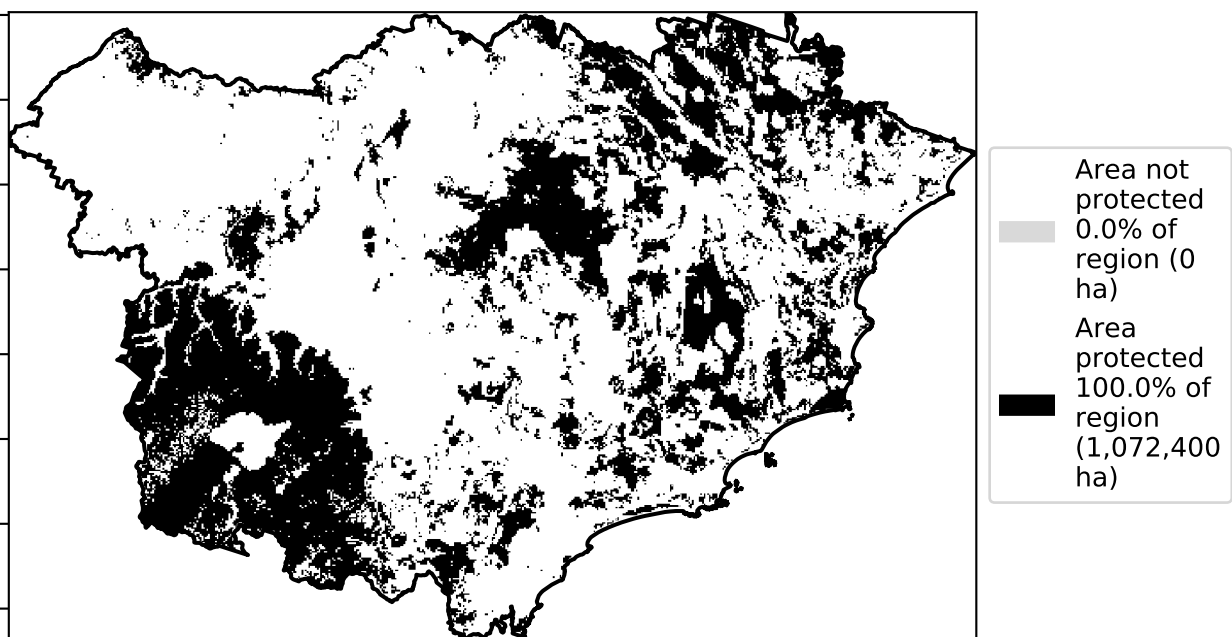 Area not
protected
0.0% of
region (0
ha)
Area
protected
100.0% of
region
(1,072,400
ha)